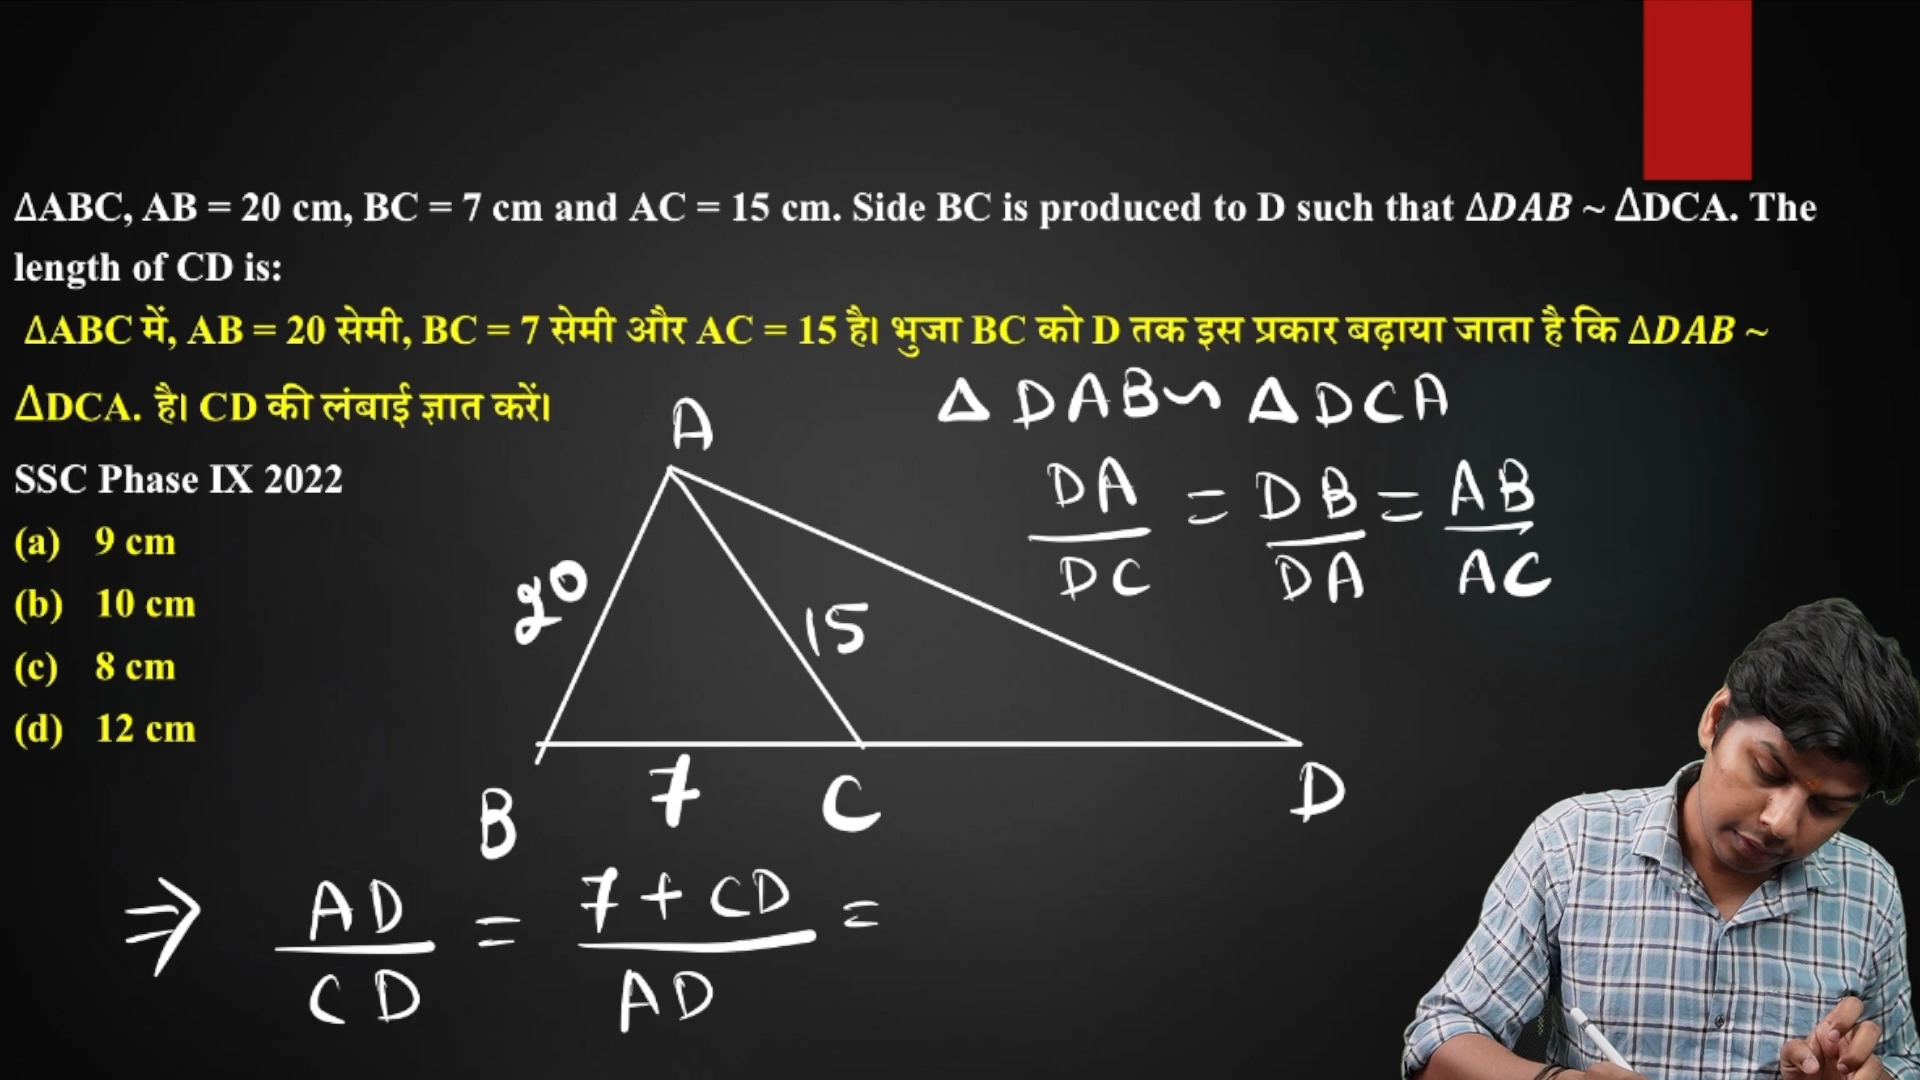 ΔABC, AB = 20 cm, BC = 7 cm and AC = 15 cm. Side BC is produced to D such that ΔDAB ~ ΔDCA. The
length of CD is:
ΔABC में, AB = 20 सेमी, BC = 7 सेमी और AC = 15 है। भुजा BC को D तक इस प्रकार बढ़ाया जाता है कि ΔDAB ~
ΔDCA. है। CD की लंबाई ज्ञात करें।
SSC Phase IX 2022
(a) 9 cm
(b) 10 cm
(c) 8 cm
(d) 12 cm
Δ DAB ~ Δ DCA
DA/DC = DB/DA = AB/AC
A
20
15
B
7
C
D
⇒ AD/CD = 7 + CD/AD =